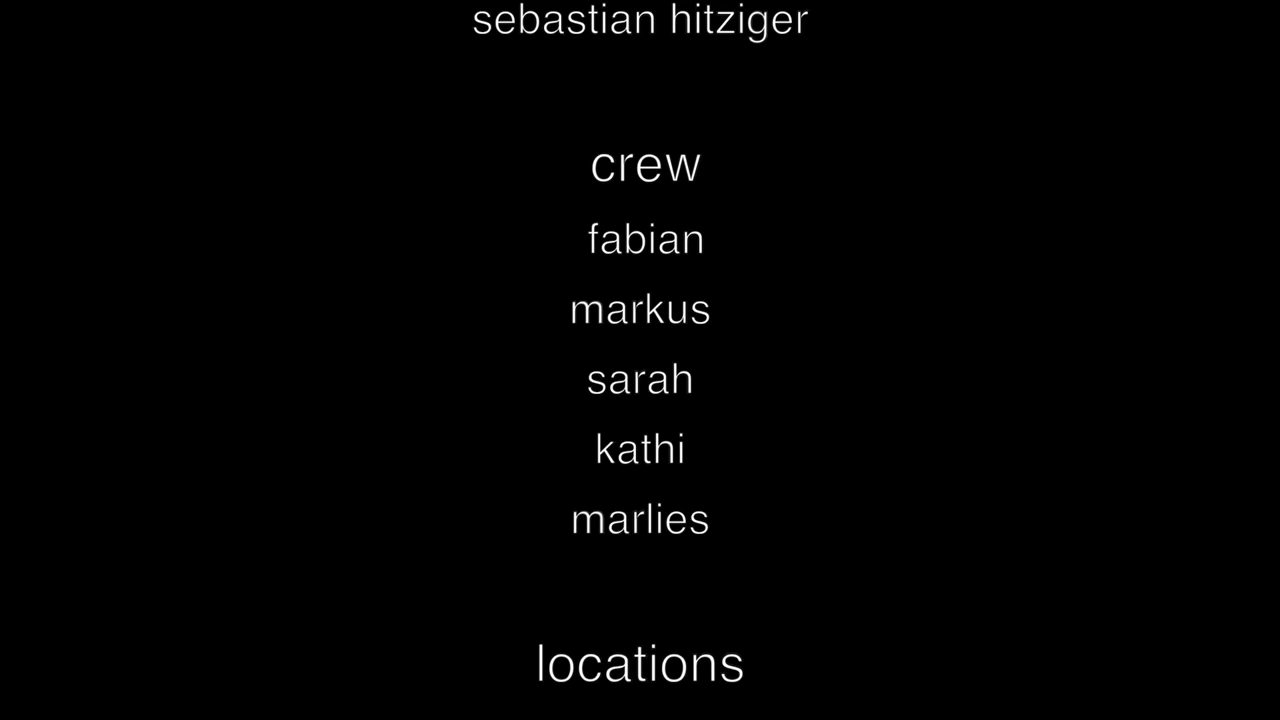 sebastian hitziger
crew
fabian
markus
sarah
kathi
marlies
locations